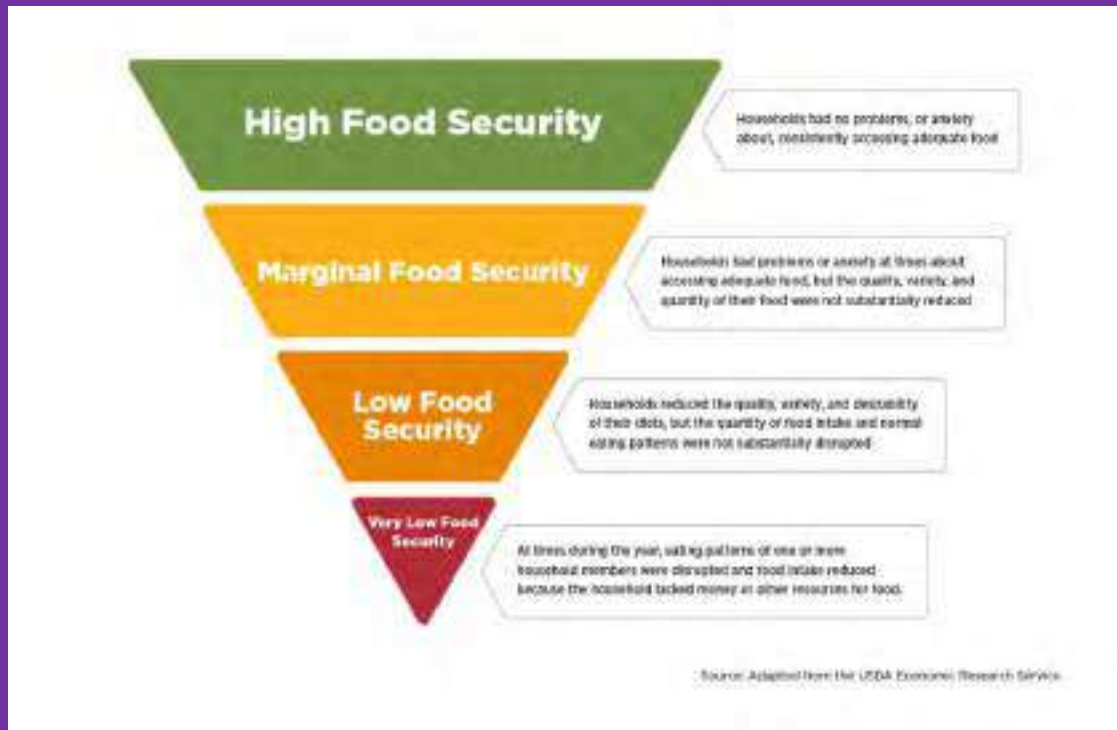 High Food Security
Households had no problems, or anxiety
about, consistently accessing adequate food
Marginal Food Security
Households had problems or anxiety at times about
accessing adequate food, but the quality, variety, and
quantity of their food were not substantially reduced
Low Food
Security
Households reduced the quality, variety, and desirability
of their diets, but the quantity of food intake and normal
eating patterns were not substantially disrupted
Very Low Food
Security
At times during the year, eating patterns of one or more
household members were disrupted and food intake reduced
because the household lacked money or other resources for food.
Source: Adapted from the USDA Economic Research Service